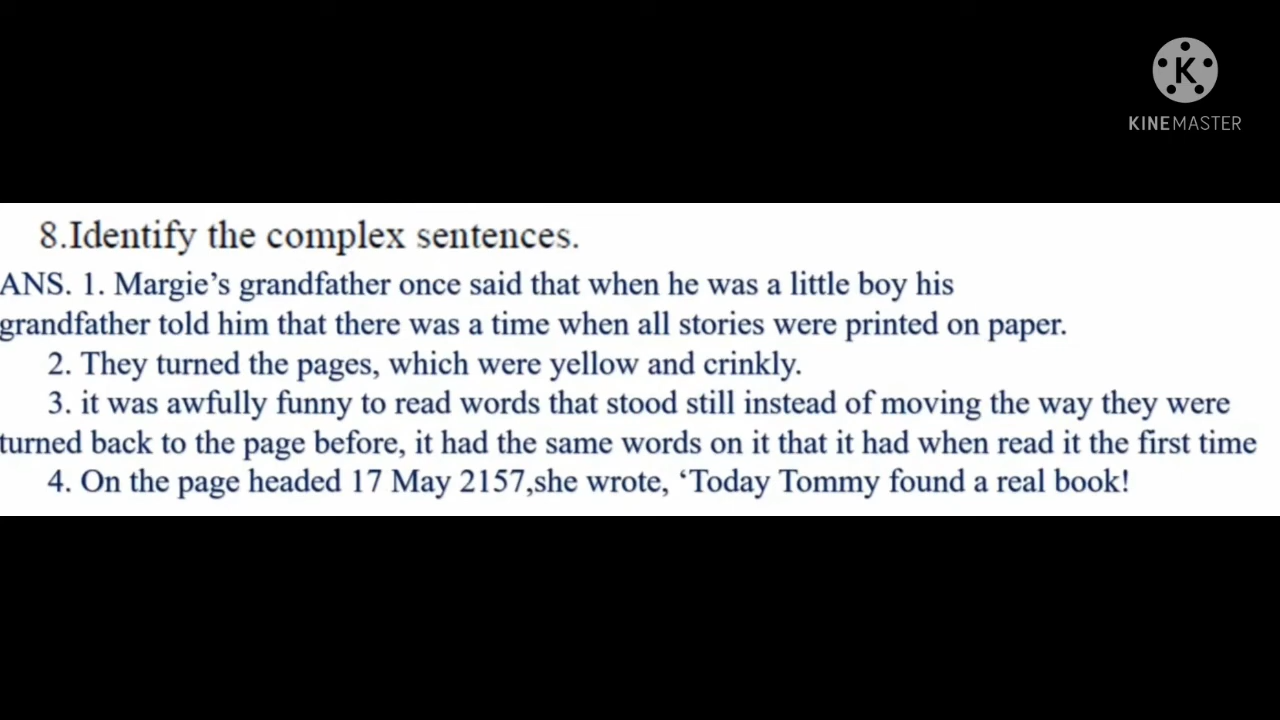 K
KINEMASTER
8.Identify the complex sentences.
ANS. 1. Margie’s grandfather once said that when he was a little boy his
grandfather told him that there was a time when all stories were printed on paper.
2. They turned the pages, which were yellow and crinkly.
3. it was awfully funny to read words that stood still instead of moving the way they were
turned back to the page before, it had the same words on it that it had when read it the first time
4. On the page headed 17 May 2157,she wrote, ‘Today Tommy found a real book!